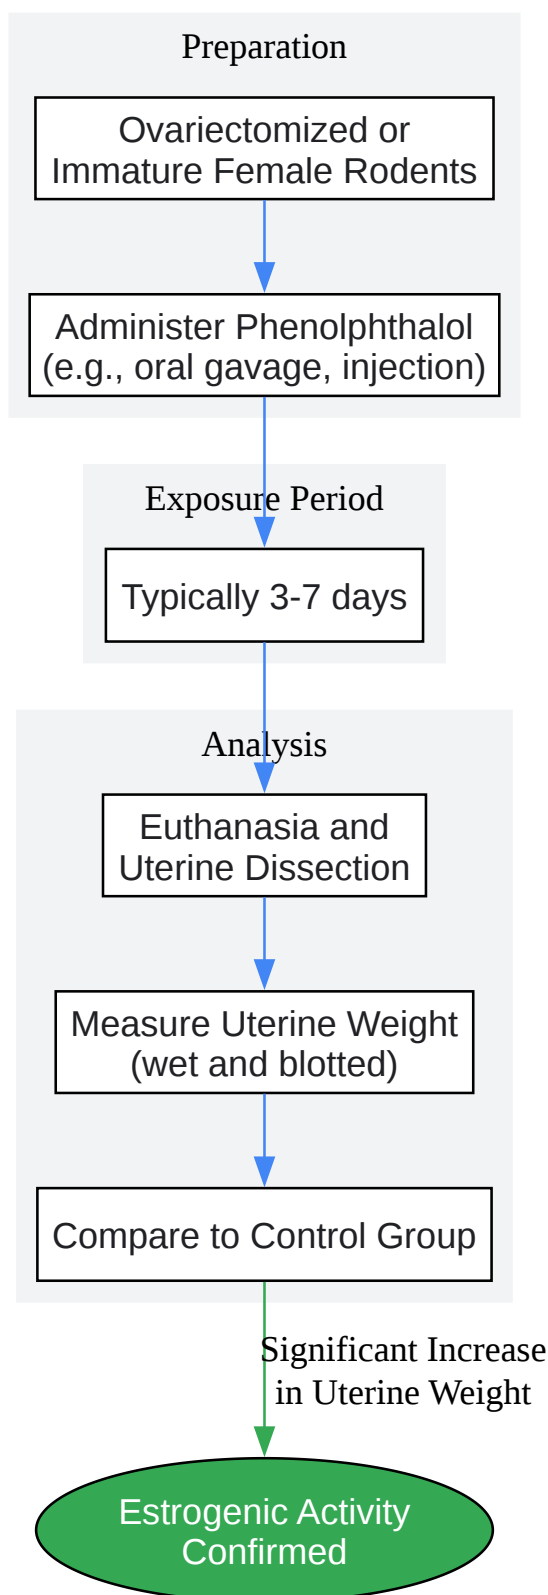 Preparation
Ovariectomized or
Immature Female Rodents
Administer Phenolphthalol
(e.g., oral gavage, injection)
Exposure Period
Typically 3-7 days
Analysis
Euthanasia and
Uterine Dissection
Measure Uterine Weight
(wet and blotted)
Compare to Control Group
Significant Increase
in Uterine Weight
Estrogenic Activity
Confirmed